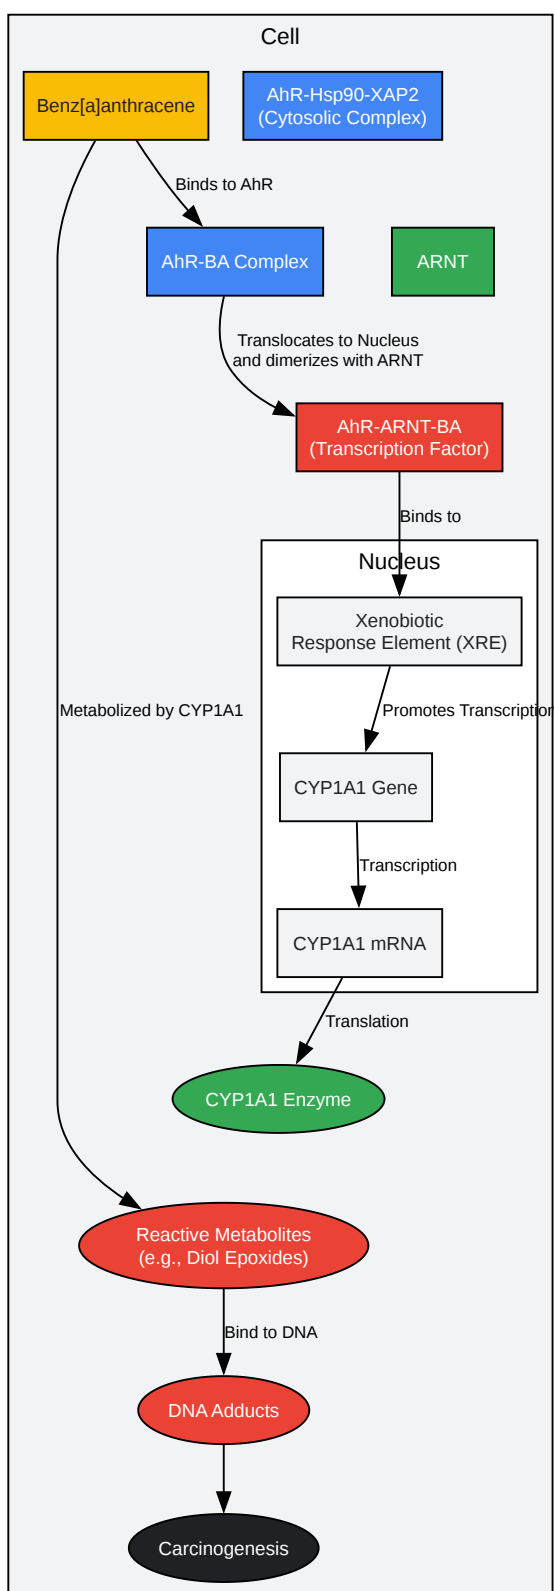 Cell
Benz[a]anthracene
AhR-Hsp90-XAP2
(Cytosolic Complex)
Binds to AhR
AhR-BA Complex
ARNT
Translocates to Nucleus
and dimerizes with ARNT
AhR-ARNT-BA
(Transcription Factor)
Binds to
Nucleus
Xenobiotic
Response Element (XRE)
Metabolized by CYP1A1
Promotes Transcription
CYP1A1 Gene
Transcription
CYP1A1 mRNA
Translation
CYP1A1 Enzyme
Reactive Metabolites
(e.g., Diol Epoxides)
Bind to DNA
DNA Adducts
Carcinogenesis